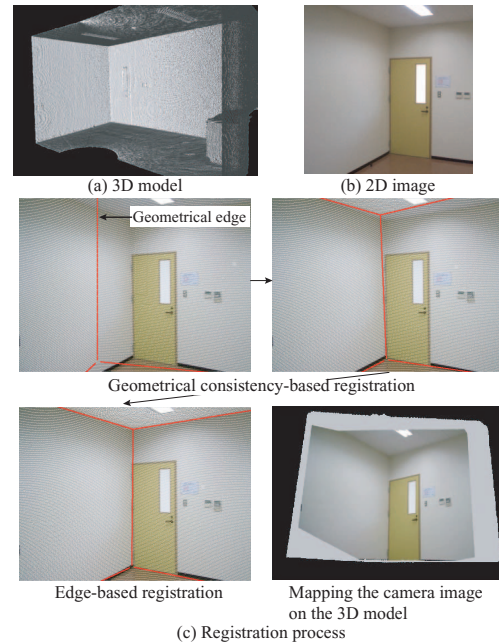 (a) 3D model
(b) 2D image
Geometrical edge
Geometrical consistency-based registration
Edge-based registration
Mapping the camera image
on the 3D model
(c) Registration process